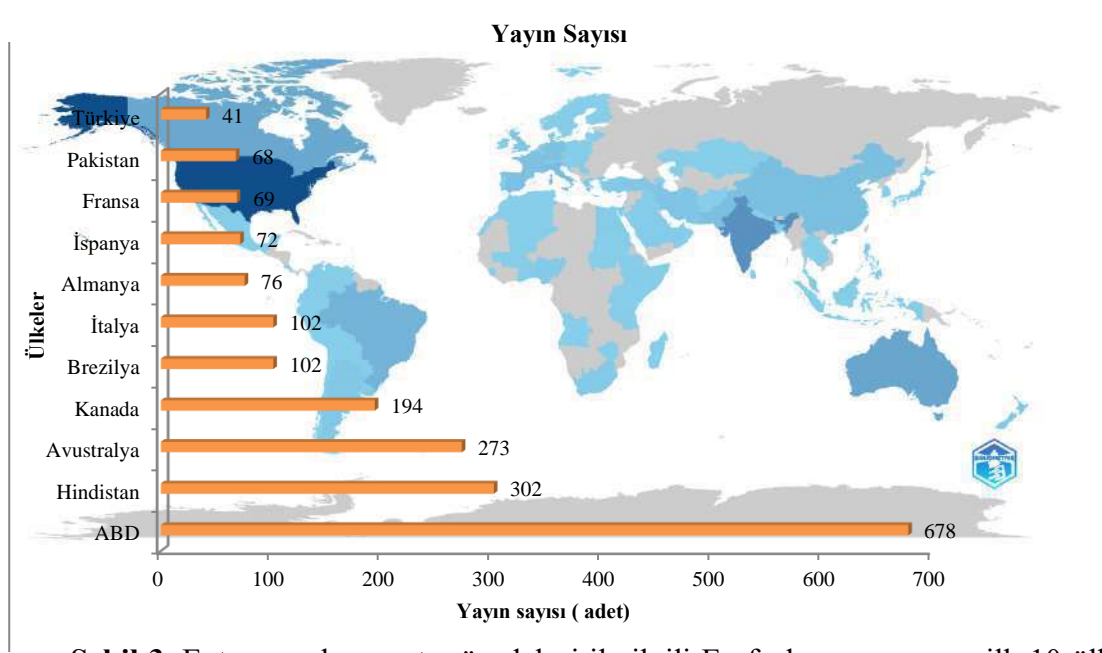 Yayın Sayısı
Türkiye 41
Pakistan 68
Fransa 69
İspanya 72
Almanya 76
İtalya 102
Brezilya 102
Kanada 194
Avustralya 273
Hindistan 302
ABD 678
Ülkeler
0 100 200 300 400 500 600 700
Yayın sayısı ( adet)